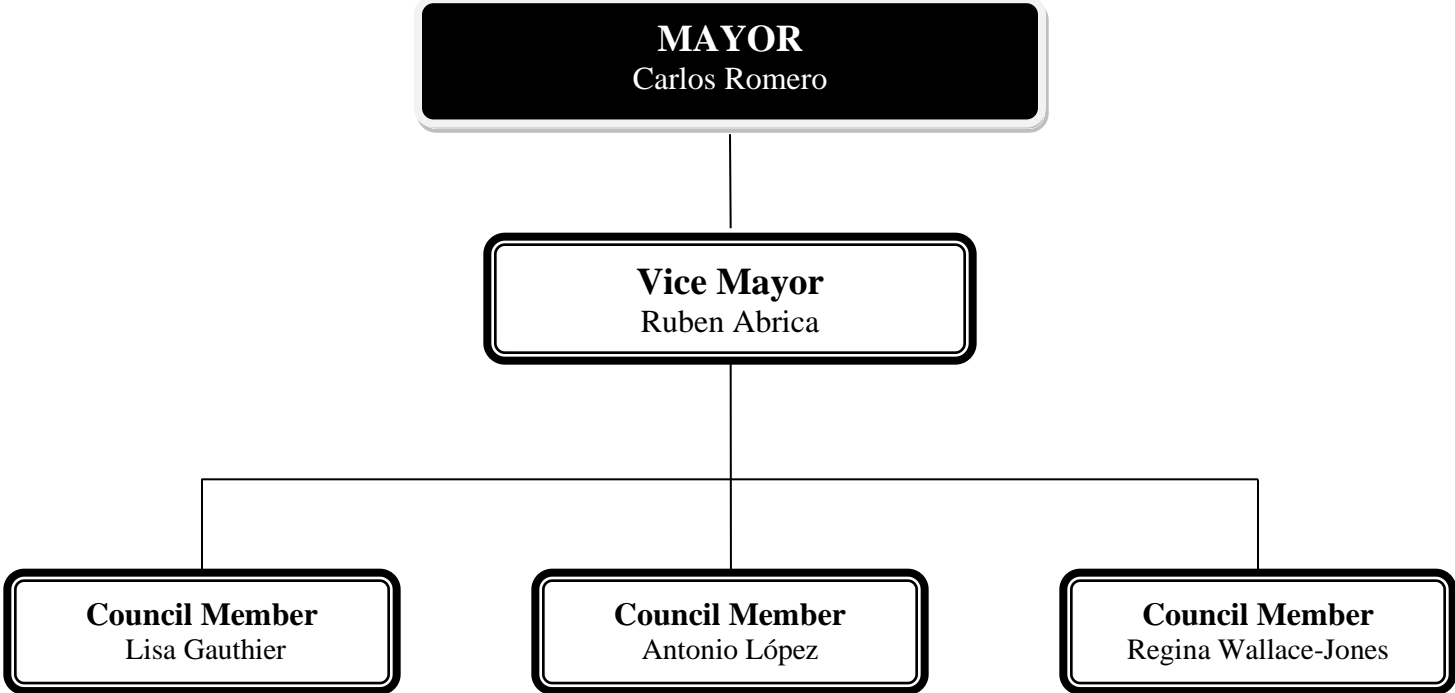 MAYOR
Carlos Romero
Vice Mayor
Ruben Abrica
Council Member
Lisa Gauthier
Council Member
Antonio López
Council Member
Regina Wallace-Jones